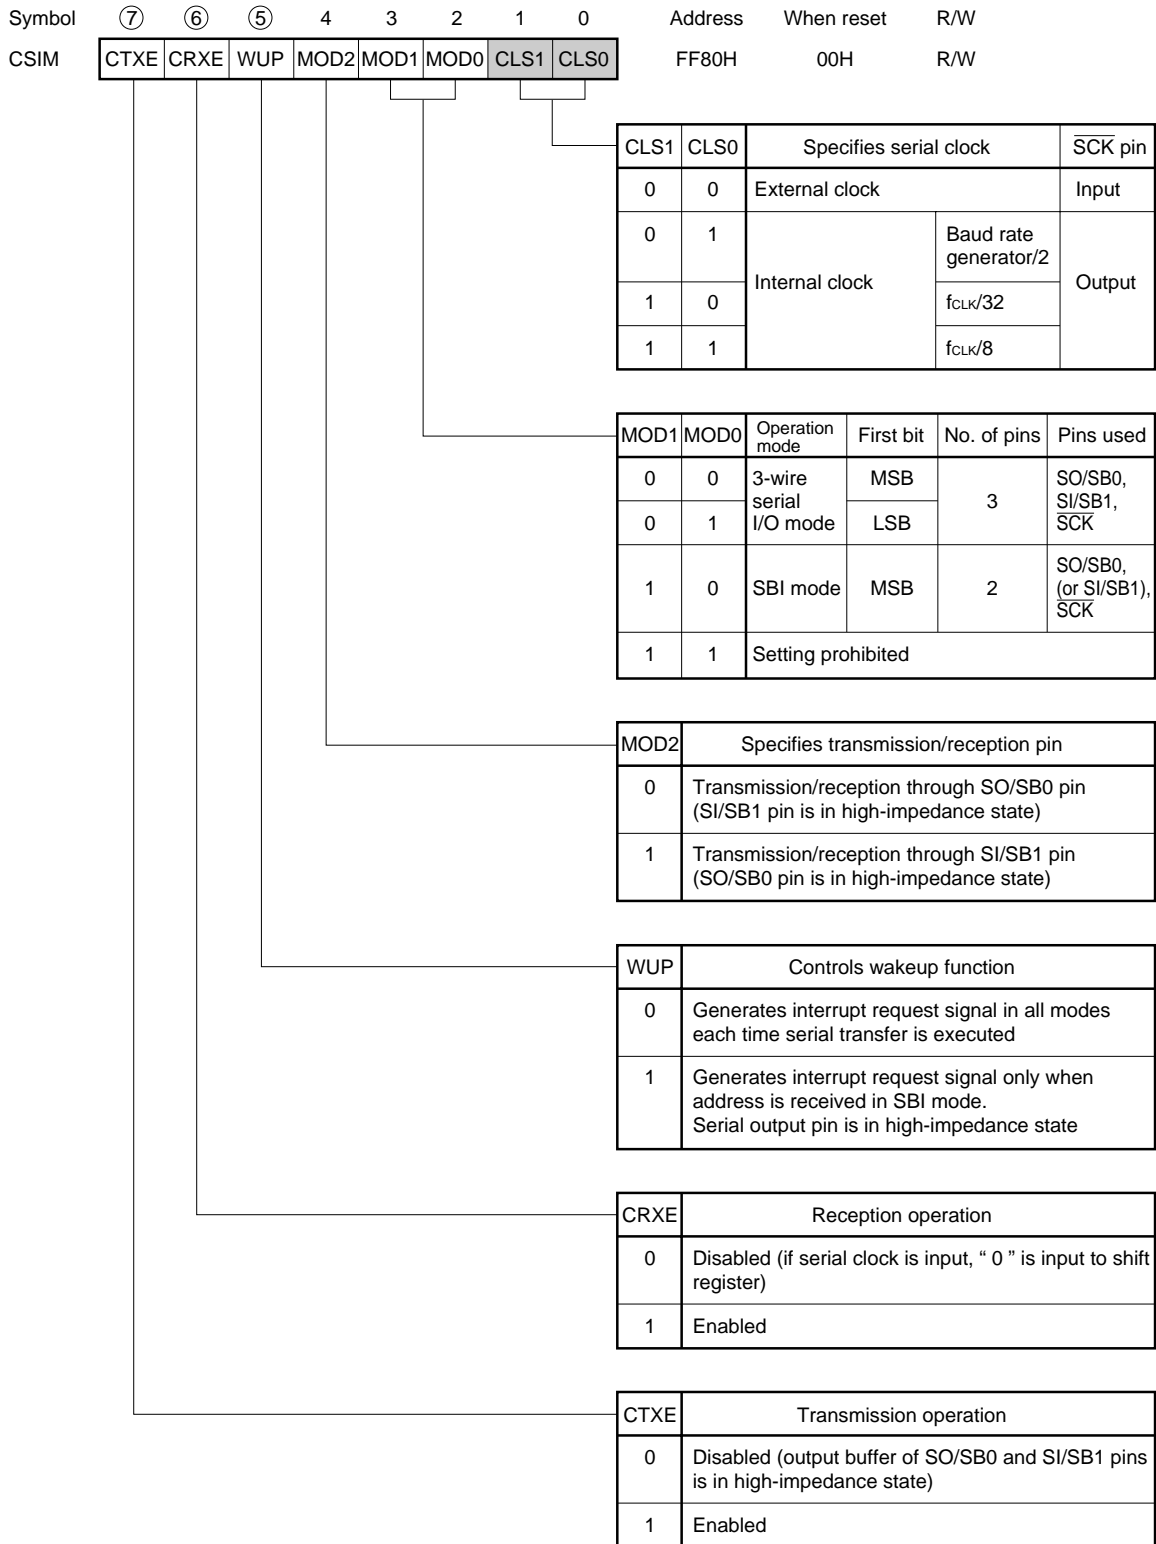 Symbol ⑦ ⑥ ⑤ 4 3 2 1 0 Address When reset R/W
CSIM CTXE CRXE WUP MOD2 MOD1 MOD0 CLS1 CLS0 FF80H 00H R/W
CLS1 CLS0 Specifies serial clock SCK pin
0 0 External clock Input
0 1 Internal clock Baud rate generator/2 Output
1 0 fCLK/32
1 1 fCLK/8
MOD1 MOD0 Operation mode First bit No. of pins Pins used
0 0 3-wire serial I/O mode MSB 3 SO/SB0, SI/SB1, SCK
0 1 LSB
1 0 SBI mode MSB 2 SO/SB0, (or SI/SB1), SCK
1 1 Setting prohibited
MOD2 Specifies transmission/reception pin
0 Transmission/reception through SO/SB0 pin
(SI/SB1 pin is in high-impedance state)
1 Transmission/reception through SI/SB1 pin
(SO/SB0 pin is in high-impedance state)
WUP Controls wakeup function
0 Generates interrupt request signal in all modes
each time serial transfer is executed
1 Generates interrupt request signal only when
address is received in SBI mode.
Serial output pin is in high-impedance state
CRXE Reception operation
0 Disabled (if serial clock is input, “ 0 ” is input to shift
register)
1 Enabled
CTXE Transmission operation
0 Disabled (output buffer of SO/SB0 and SI/SB1 pins
is in high-impedance state)
1 Enabled